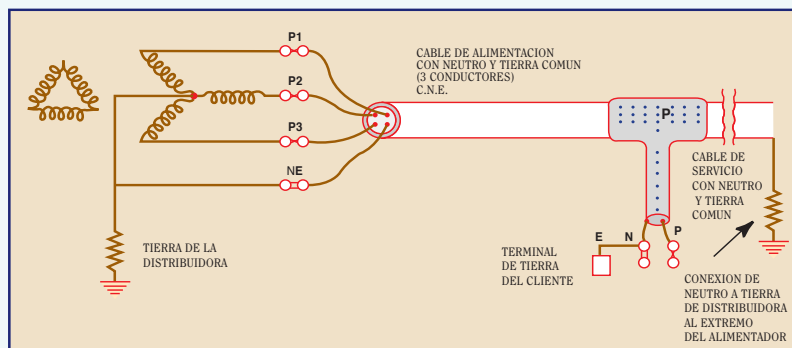 P1
CABLE DE ALIMENTACION
CON NEUTRO Y TIERRA COMUN
(3 CONDUCTORES)
C.N.E.
P2
P3
NE
P
CABLE DE
SERVICIO
CON NEUTRO
Y TIERRA
COMUN
TIERRA DE LA
DISTRIBUIDORA
E
N
P
TERMINAL
DE TIERRA
DEL CLIENTE
CONEXION DE
NEUTRO A TIERRA
DE DISTRIBUIDORA
AL EXTREMO
DEL ALIMENTADOR